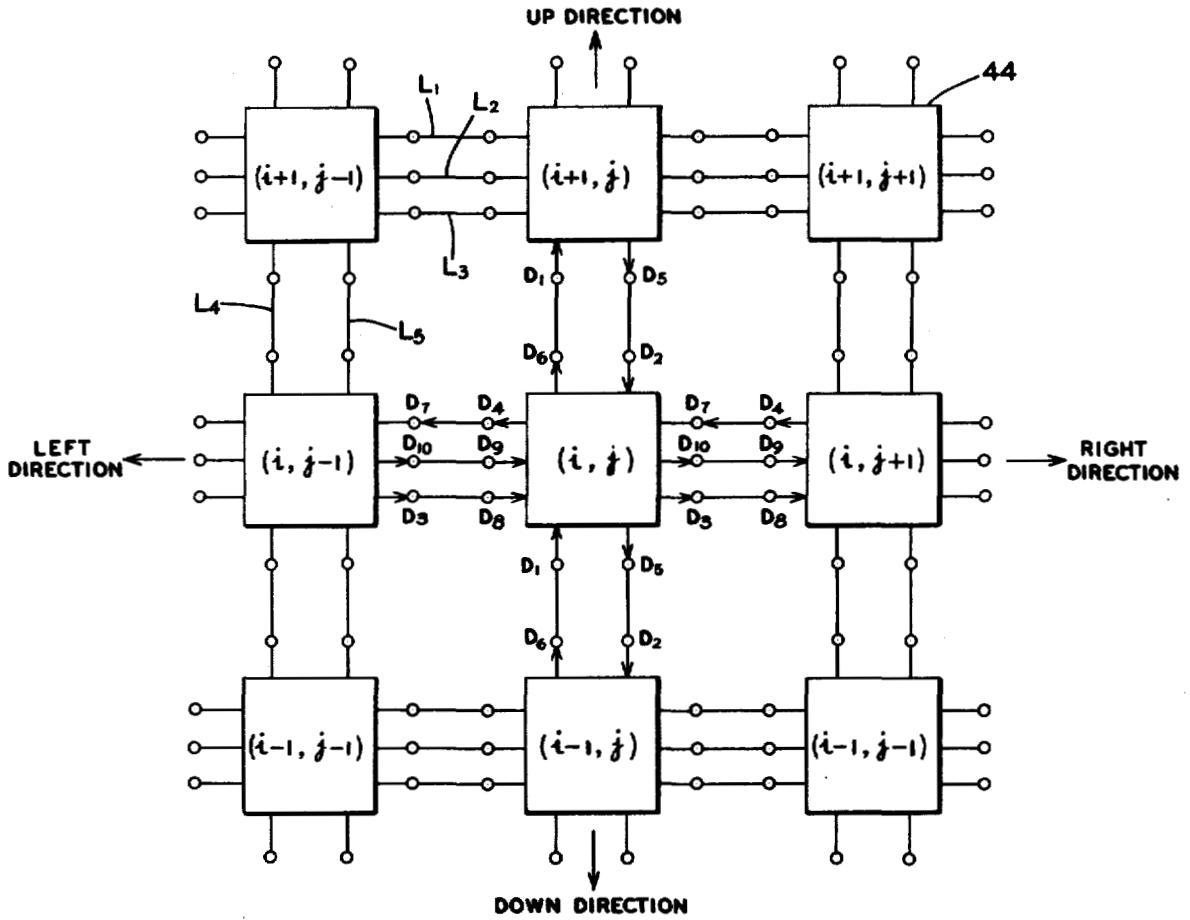 UP DIRECTION
44
L1
L2
(i+1, j-1)
(i+1, j)
(i+1, j+1)
L3
D1
D5
L4
L5
D6
D2
D7
D4
D7
D4
LEFT
DIRECTION
(i, j-1)
D10
D9
(i, j)
D10
D9
(i, j+1)
RIGHT
DIRECTION
D3
D8
D3
D8
D1
D5
D6
D2
(i-1, j-1)
(i-1, j)
(i-1, j-1)
DOWN DIRECTION